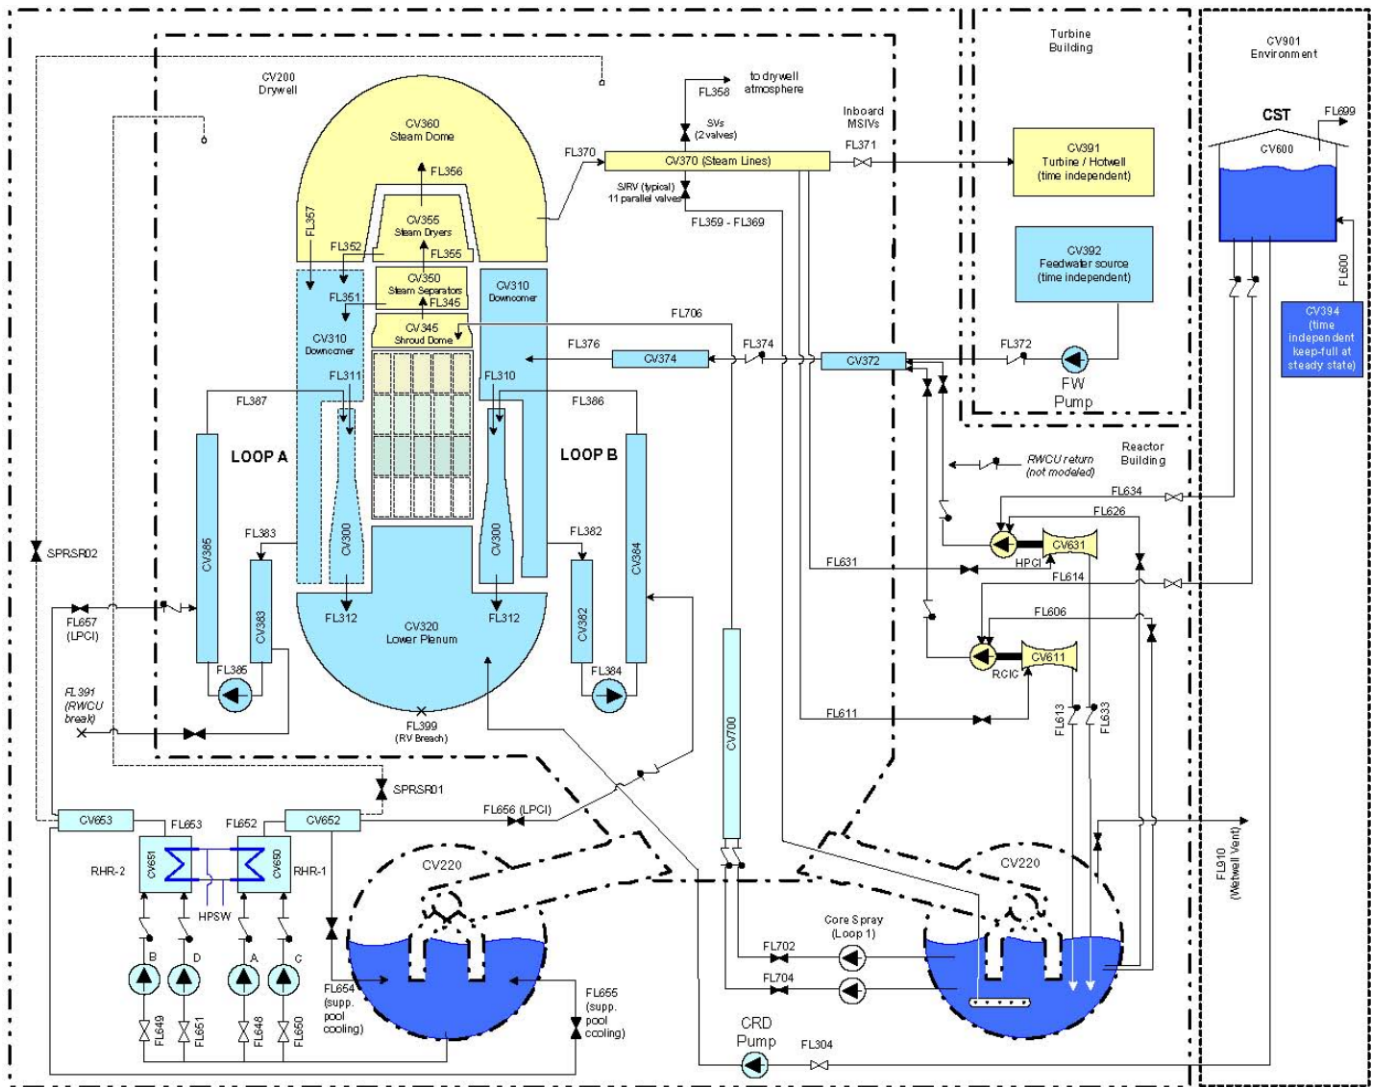 CV200
Drywell
CV360
Steam Dome
FL356
FL357
FL352
CV355
Steam Dryers
FL355
CV350
Steam Separators
FL351
FL345
CV345
Shroud Dome
CV310
Downcomer
CV310
Downcomer
FL311
FL310
FL387
FL386
LOOP A
LOOP B
CV385
FL383
CV383
FL385
CV300
CV300
FL382
CV382
CV384
FL384
FL312
FL312
CV320
Lower Plenum
FL399
(RV Breach)
SPRSR02
FL657
(LPCI)
FL391
(RWCU
break)
SPRSR01
FL656 (LPCI)
CV653
FL653
FL652
CV652
CV651
CV650
RHR-2
RHR-1
HPSW
B
D
A
C
FL649
FL651
FL648
FL650
FL654
(supp.
pool
cooling)
FL655
(supp.
pool
cooling)
CV220
CV220
FL370
CV370 (Steam Lines)
to drywell
atmosphere
FL358
SVs
(2 valves)
S/RV (typical)
11 parallel valves
FL359 - FL369
Inboard
MSIVs
FL371
Turbine
Building
CV391
Turbine / Hotwell
(time independent)
CV392
Feedwater source
(time independent)
FL706
FL376
CV374
FL374
CV372
FL372
FW
Pump
RWCU return
(not modeled)
Reactor
Building
FL634
FL626
CV631
HPCI
FL631
FL614
FL606
CV611
RCIC
FL611
FL613
FL633
CV700
FL702
FL704
Core Spray
(Loop 1)
CRD
Pump
FL304
FL910
(Wetwell Vent)
CV901
Environment
CST
FL699
CV600
FL600
CV394
(time
independent
keep-full at
steady state)